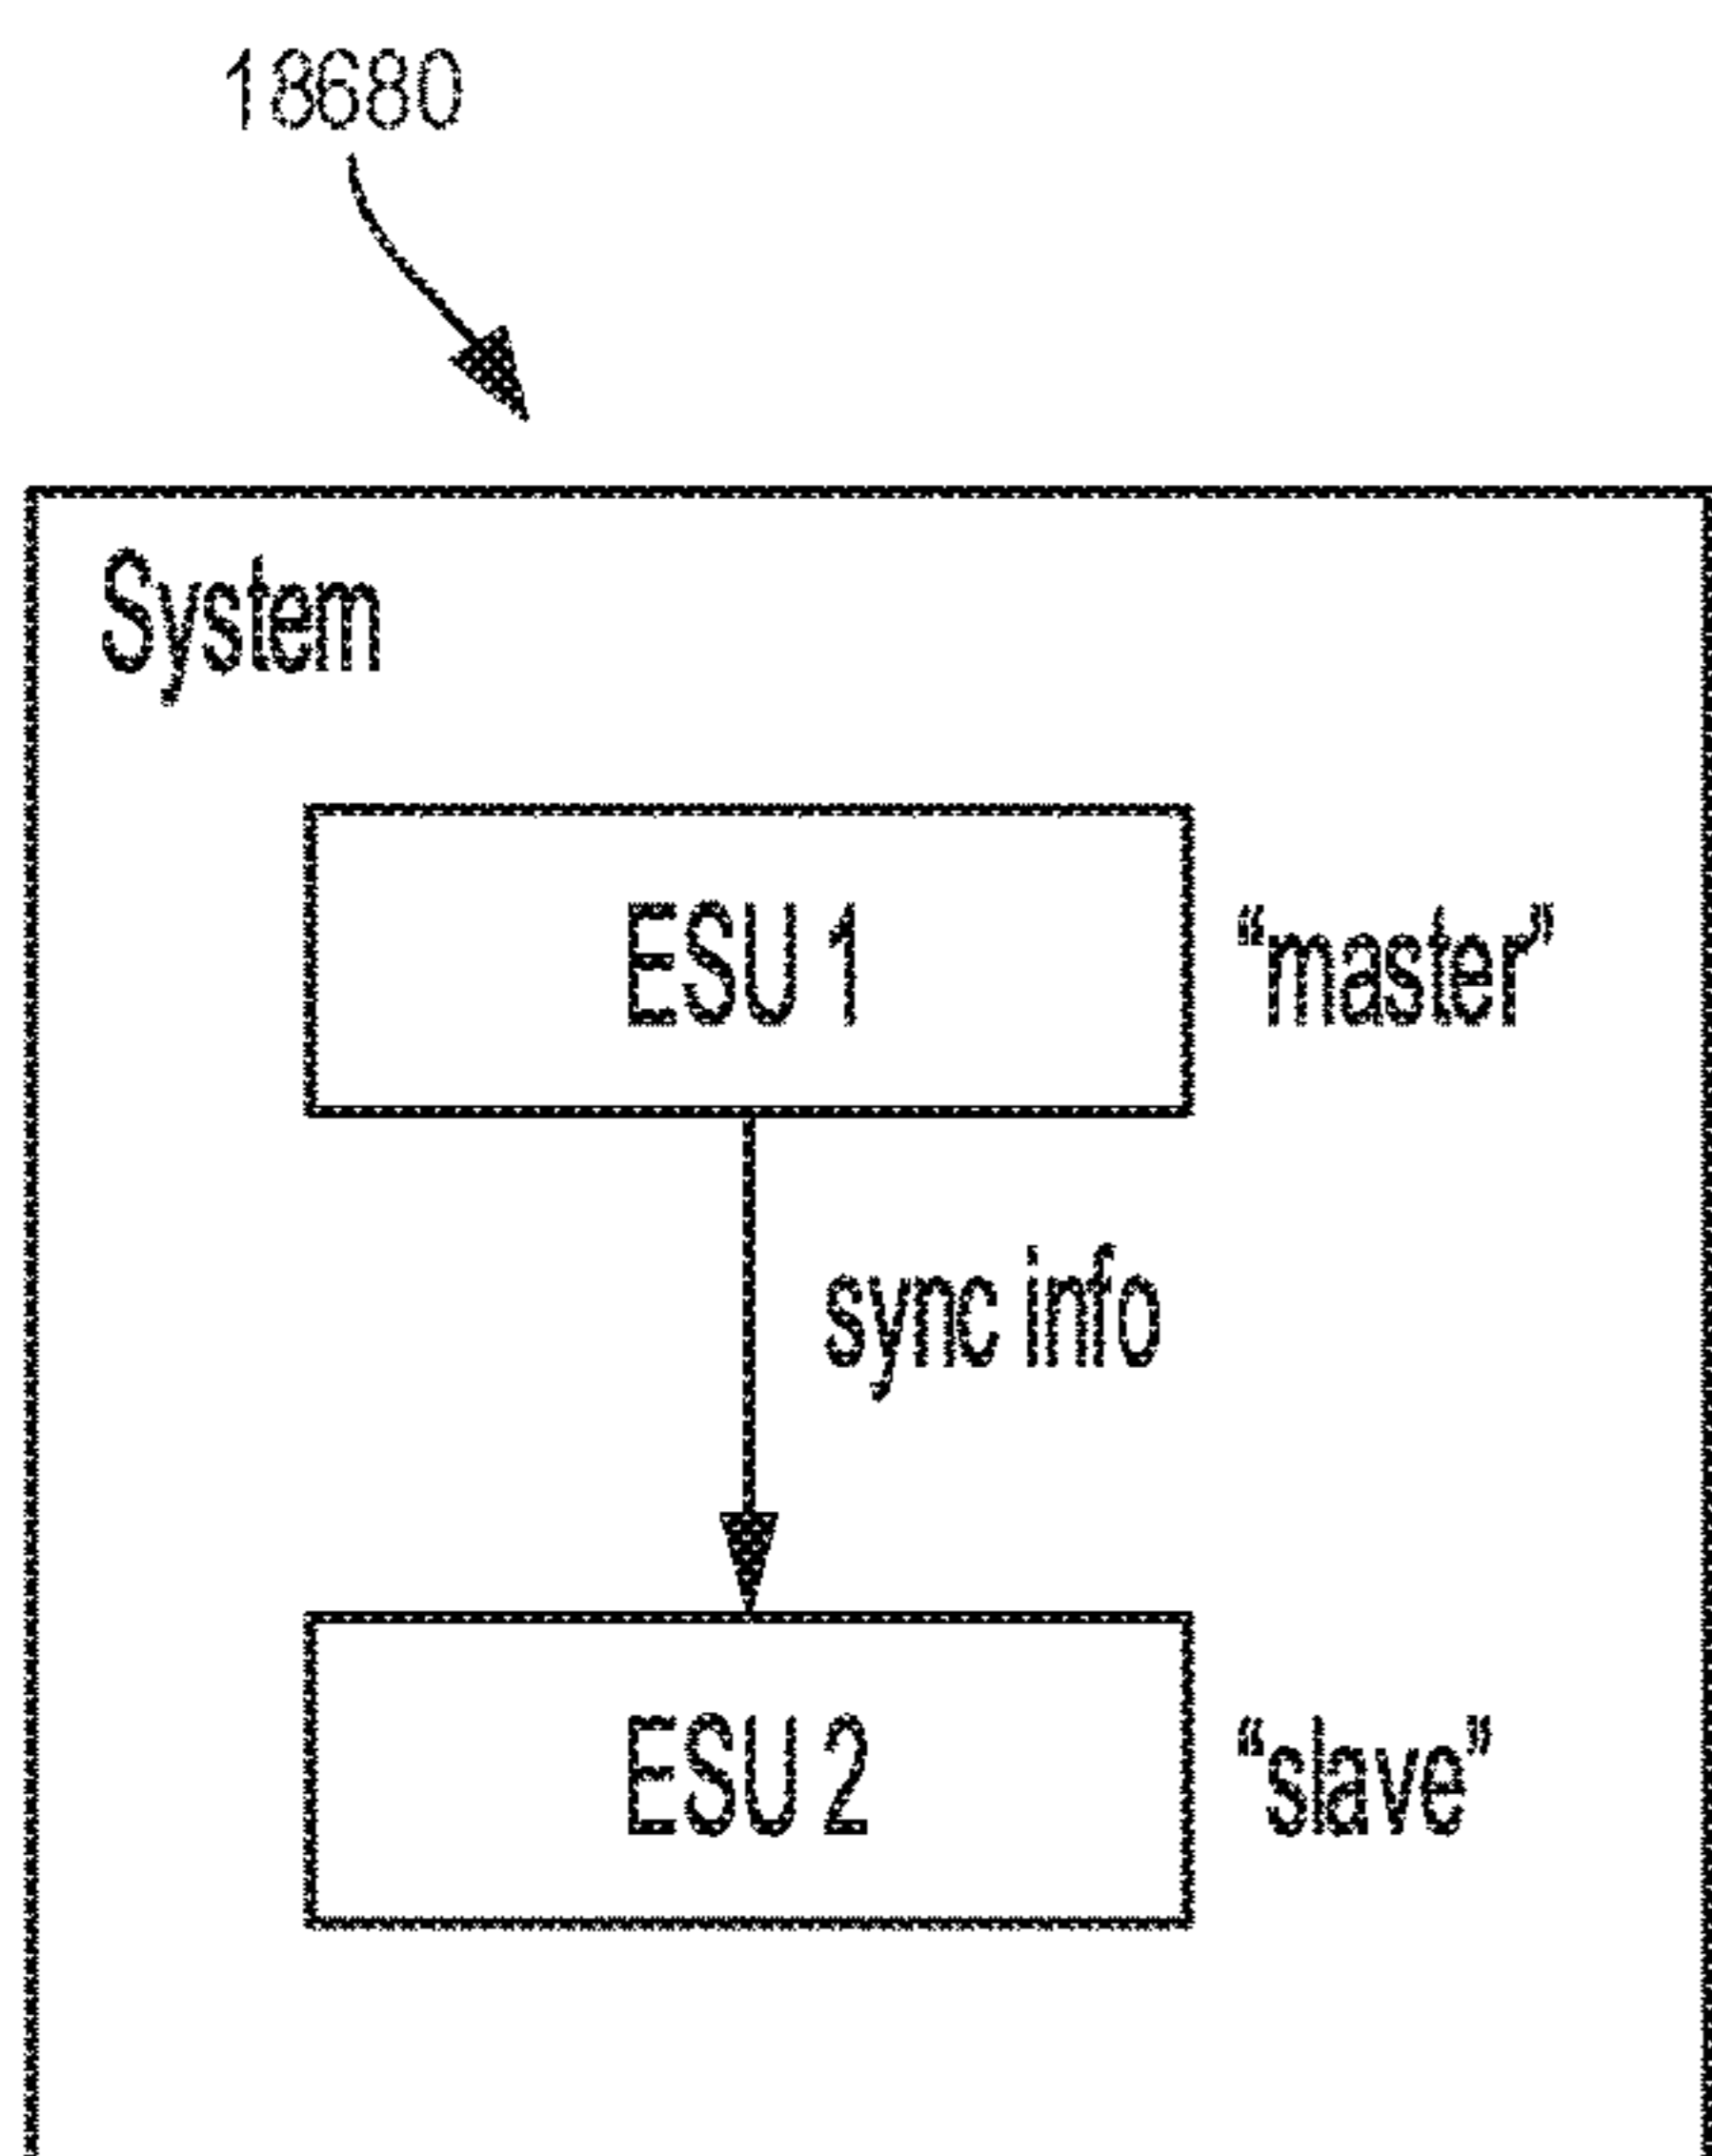 18680
System
ESU 1
“master”
sync info
ESU 2
“slave”